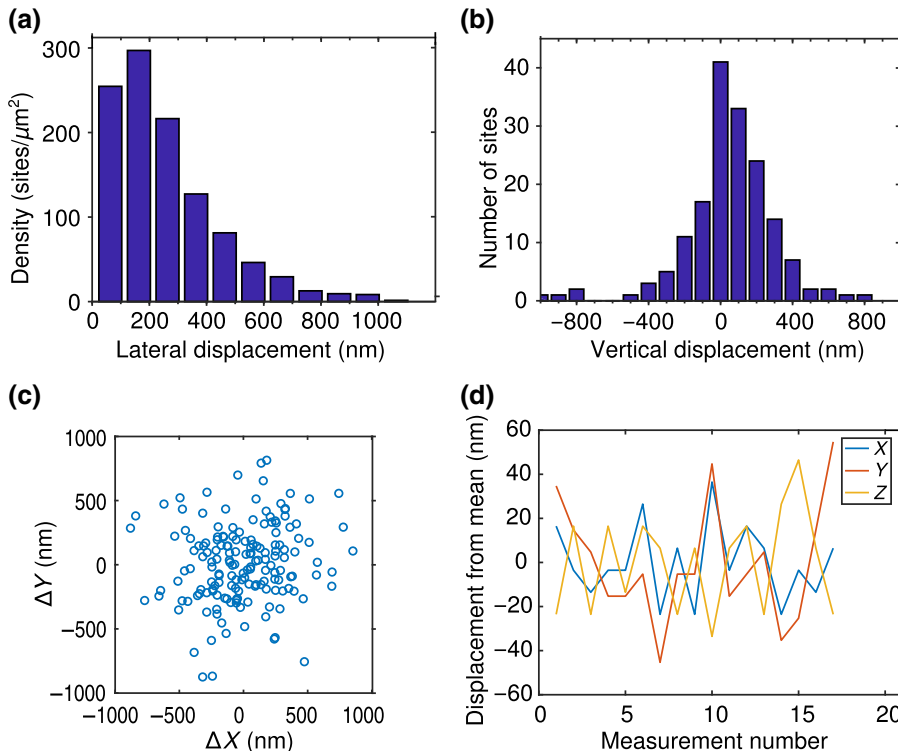 (a)
300
200
100
0
Density (sites/μm²)
0 200 400 600 800 1000
Lateral displacement (nm)
(b)
40
30
20
10
0
Number of sites
−800 −400 0 400 800
Vertical displacement (nm)
(c)
1000
500
0
−500
−1000
ΔY (nm)
−1000 −500 0 500 1000
ΔX (nm)
(d)
60
40
20
0
−20
−40
−60
Displacement from mean (nm)
X
Y
Z
0 5 10 15 20
Measurement number